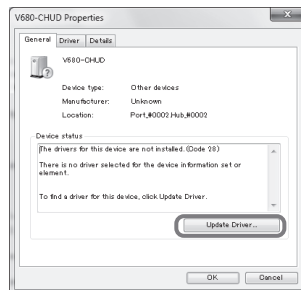 V680-CHUD Properties
x
General Driver Details
V680-CHUD
Device type: Other devices
Manufacturer: Unknown
Location: Port_#0002.Hub_#0002
Device status
The drivers for this device are not installed. (Code 28)
There is no driver selected for the device information set or
element.
To find a driver for this device, click Update Driver.
Update Driver...
OK Cancel